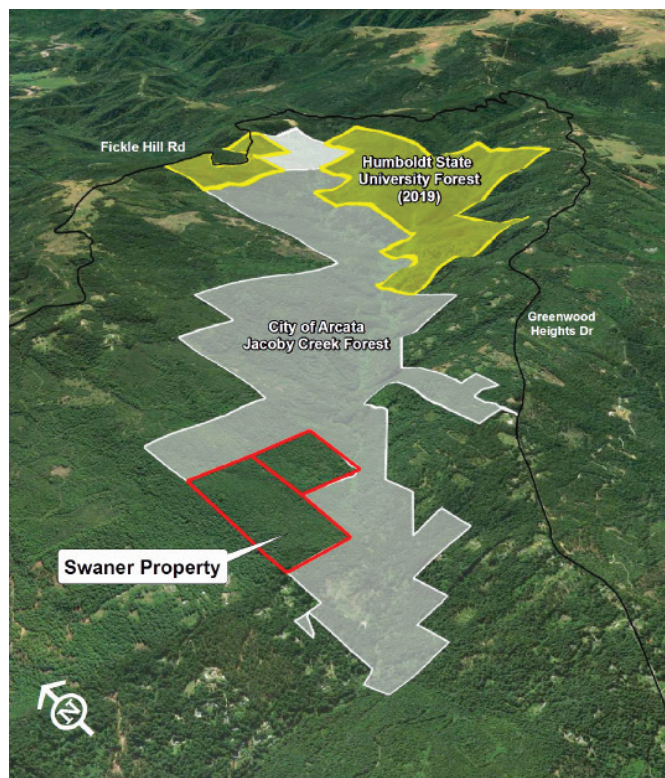 Fickle Hill Rd
Humboldt State
University Forest
(2019)
City of Arcata
Jacoby Creek Forest
Greenwood
Heights Dr
Swaner Property
N